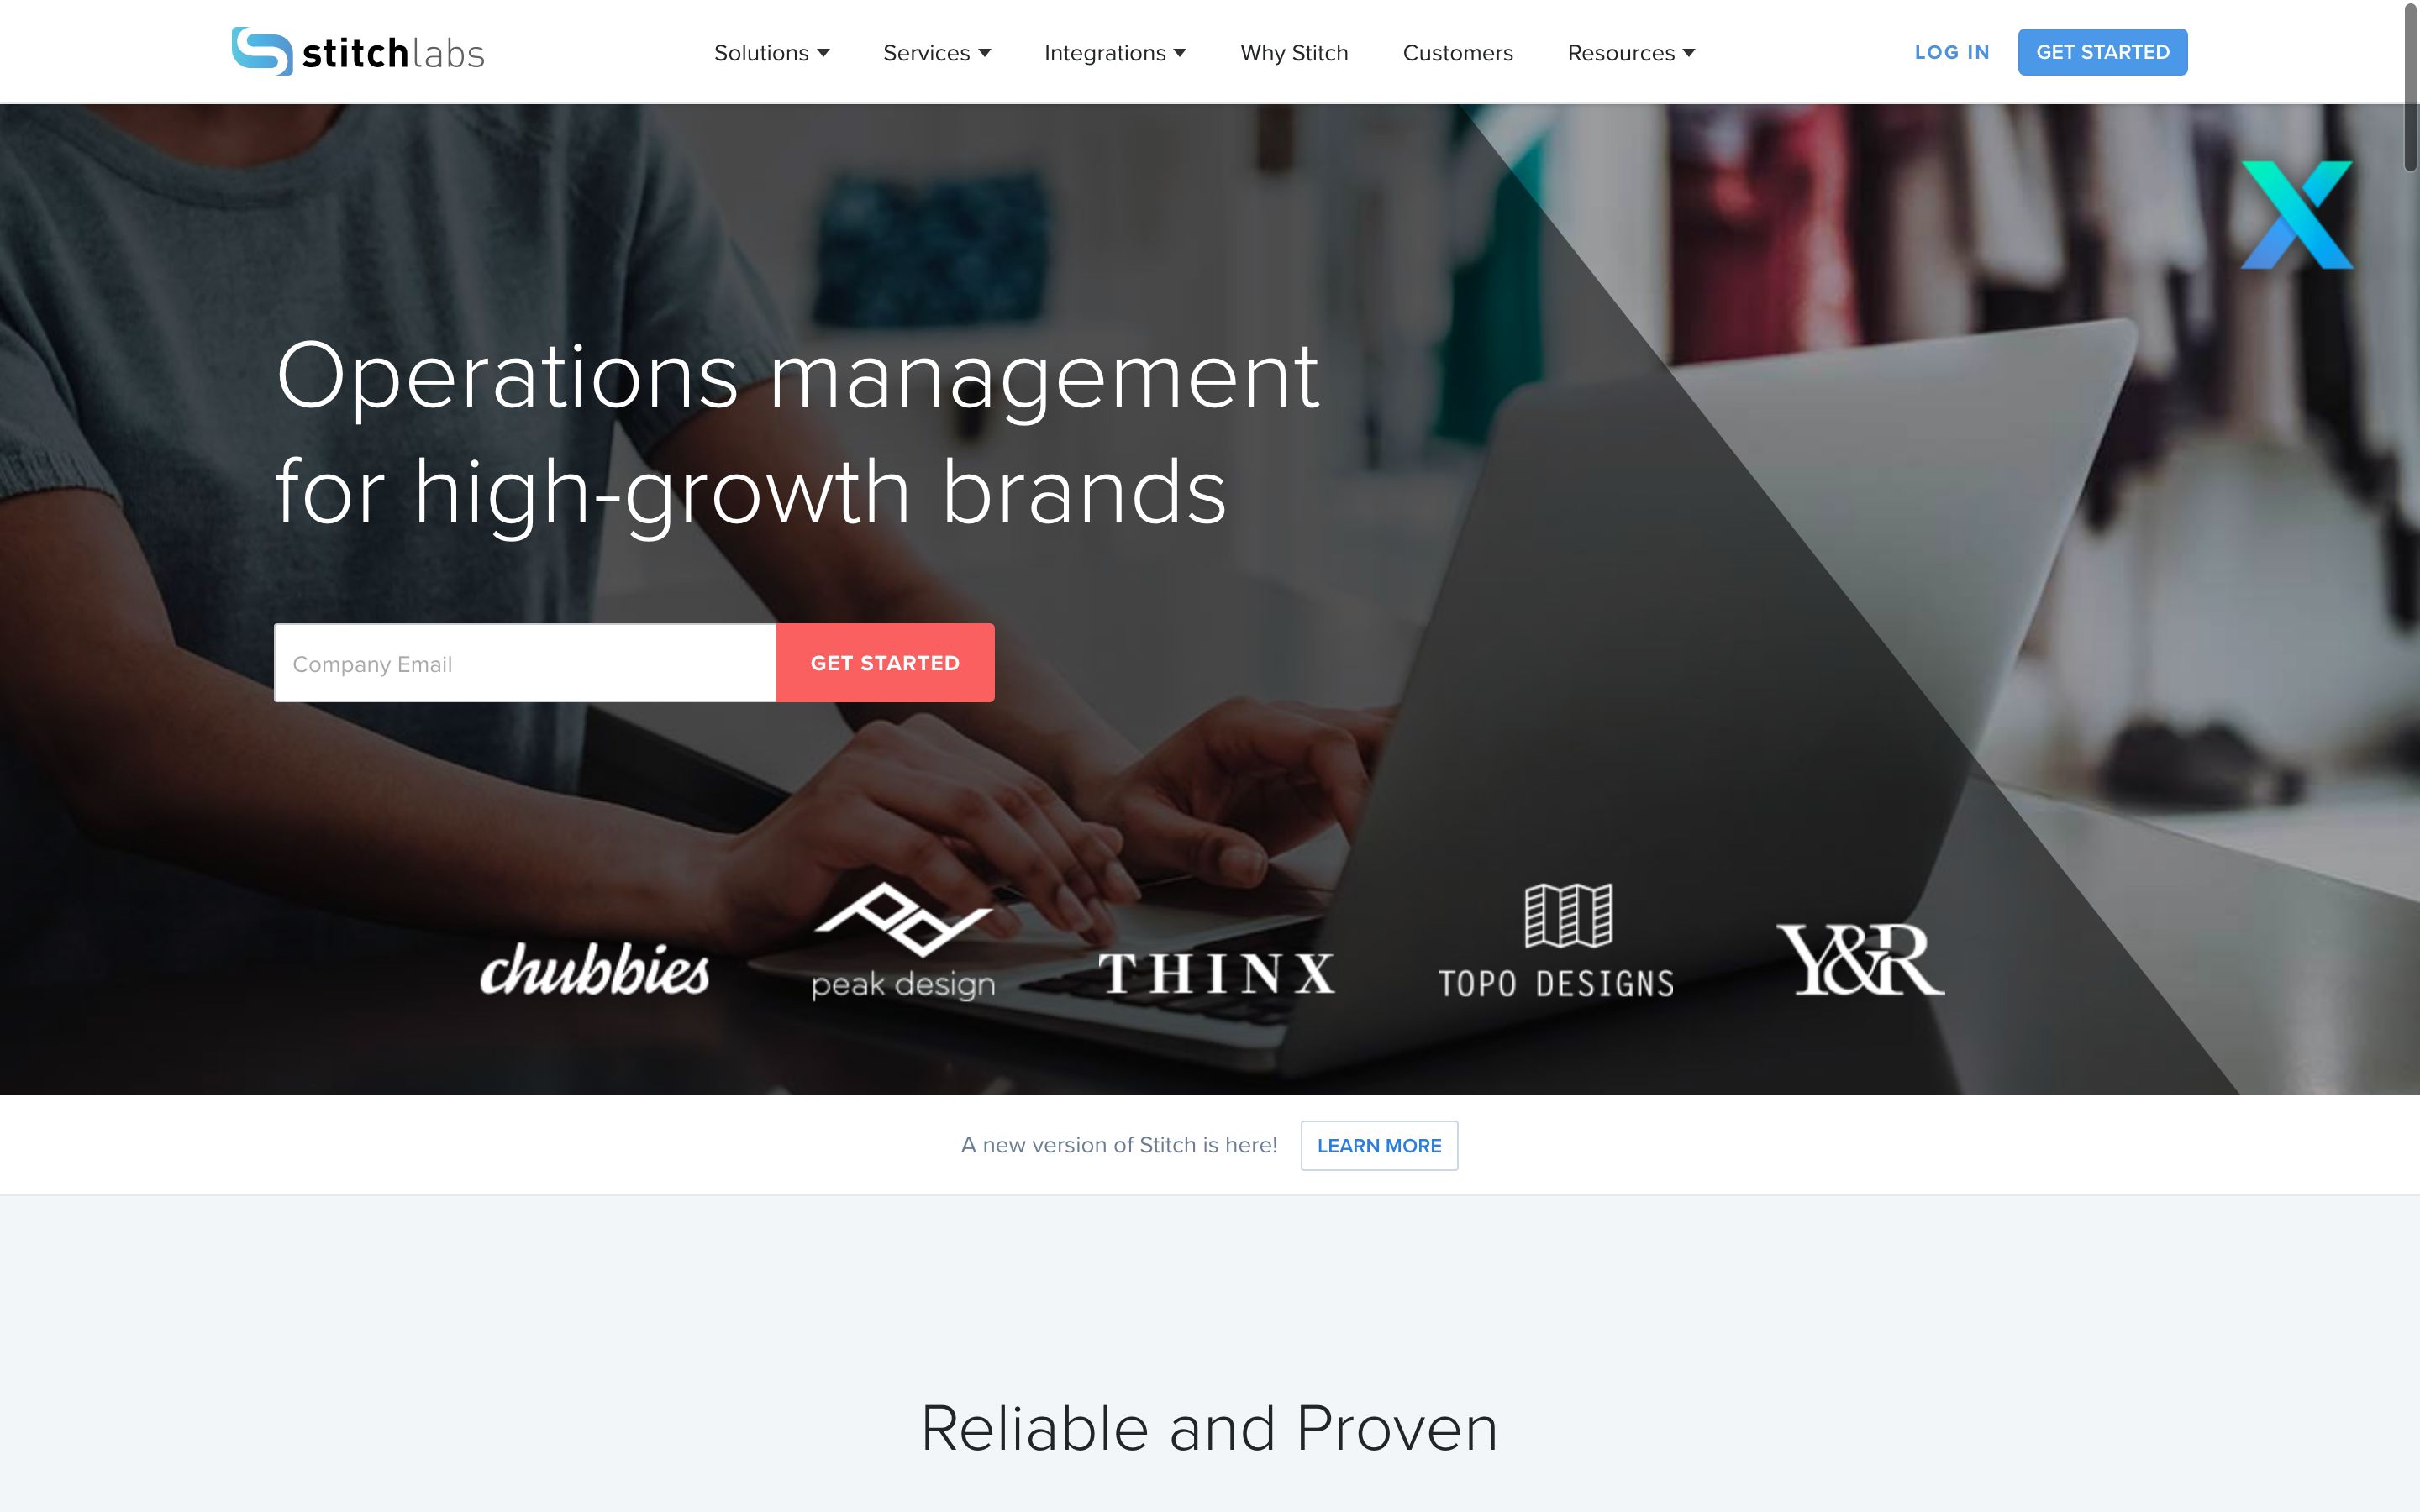 stitchlabs
Solutions
Services
Integrations
Why Stitch
Customers
Resources
LOG IN
GET STARTED
X
Operations management
for high-growth brands
Company Email
GET STARTED
chubbies
Pd
peak design
THINX
TOPO DESIGNS
Y&R
A new version of Stitch is here!
LEARN MORE
Reliable and Proven